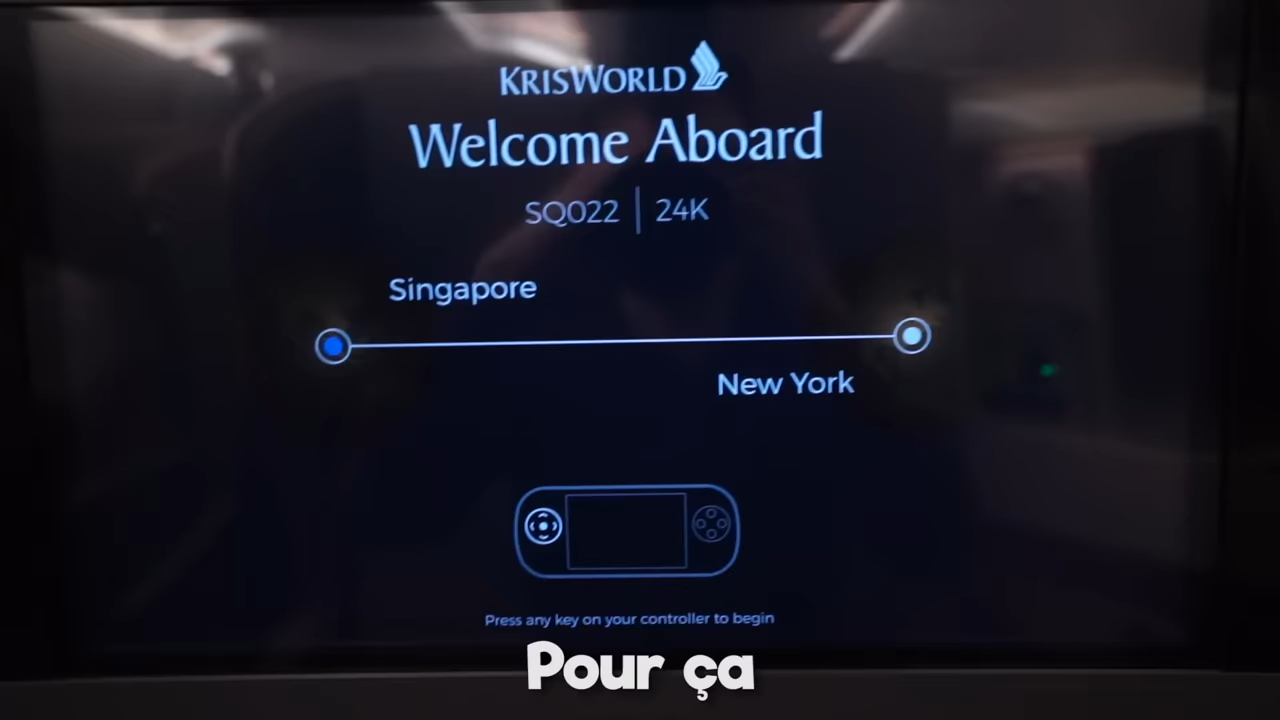 KRISWORLD
Welcome Aboard
SQ022 | 24K
Singapore
New York
Press any key on your controller to begin
Pour ça